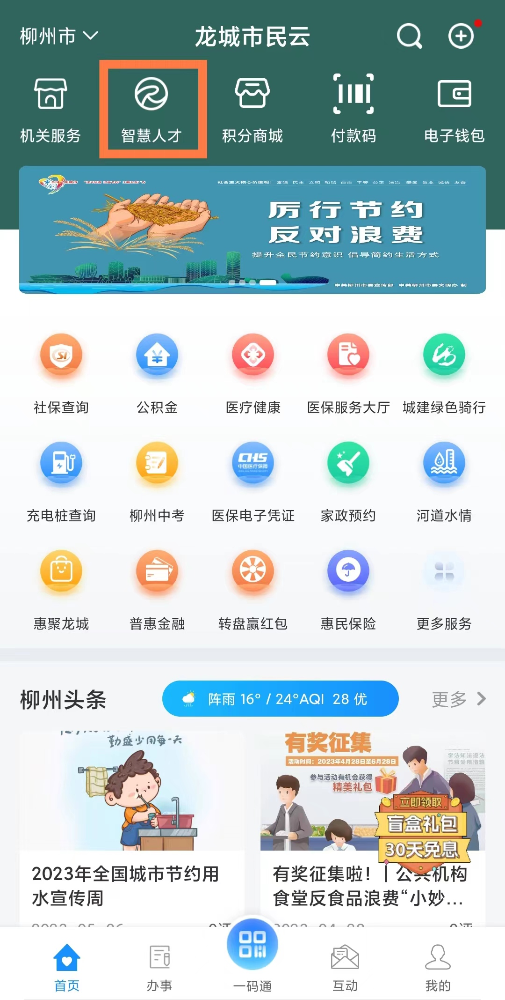 柳州市
龙城市民云
机关服务
智慧人才
积分商城
付款码
电子钱包
社会主义核心价值观： 富强 民主 文明 和谐 自由 平等 公正 法治 爱国 敬业 诚信 友善
厉行节约
反对浪费
提升全民节约意识 倡导简约生活方式
中共柳州市委宣传部 中共柳州市委文明办 制
SI
社保查询
公积金
医疗健康
医保服务大厅
城建绿色骑行
CHS
中国医疗保障
充电桩查询
柳州中考
医保电子凭证
家政预约
河道水情
惠聚龙城
普惠金融
转盘赢红包
惠民保险
更多服务
柳州头条
阵雨 16° / 24°AQI 28 优
更多
勤盛少用每一天
有奖征集
活动时间：2023年4月28日至6月28日
参与活动有机会获得
精美礼包
学法知法遵法
节粮爱粮惜粮
立即领取
盲盒礼包
30天免息
2023年全国城市节约用
水宣传周
有奖征集啦！丨公共机构
食堂反食品浪费“小妙...
首页
办事
一码通
互动
我的